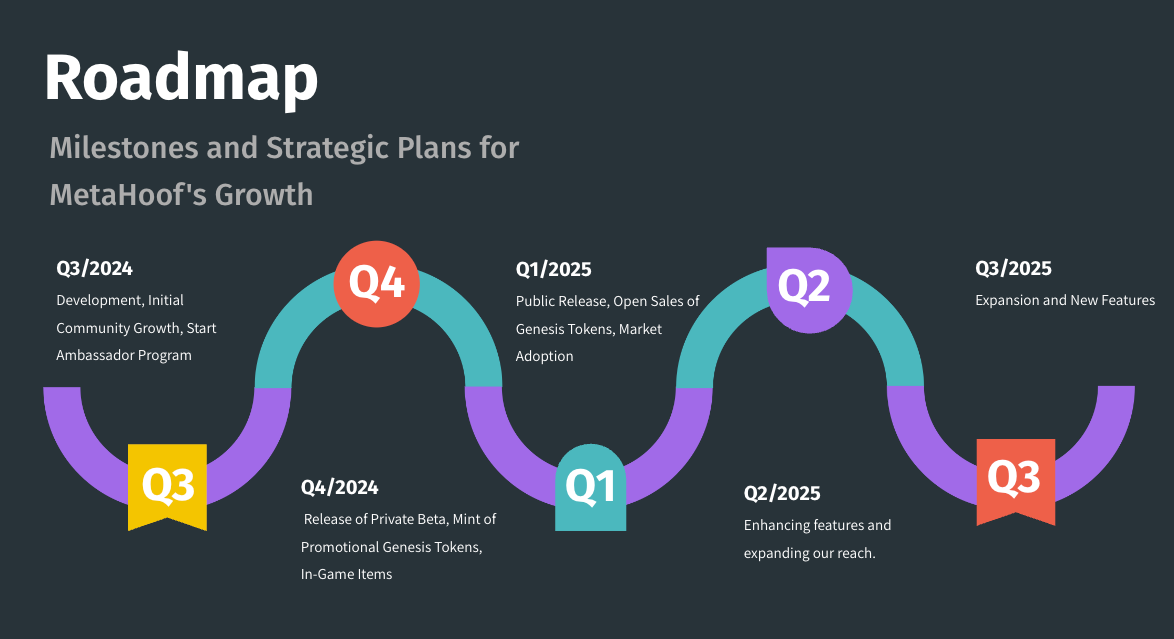 Roadmap
Milestones and Strategic Plans for
MetaHoof's Growth
Q3/2024
Development, Initial
Community Growth, Start
Ambassador Program
Q3
Q4
Q4/2024
Release of Private Beta, Mint of
Promotional Genesis Tokens,
In-Game Items
Q1/2025
Public Release, Open Sales of
Genesis Tokens, Market
Adoption
Q1
Q2
Q2/2025
Enhancing features and
expanding our reach.
Q3/2025
Expansion and New Features
Q3